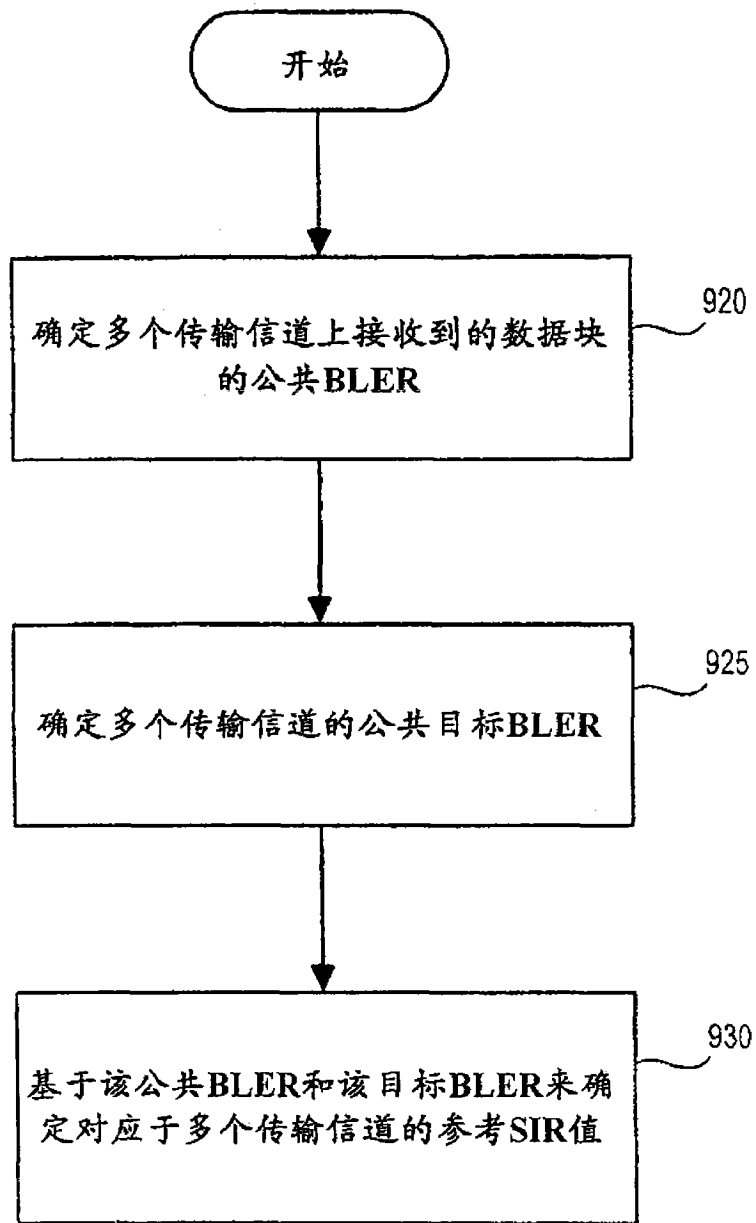 开始
确定多个传输信道上接收到的数据块
的公共BLER
920
确定多个传输信道的公共目标BLER
925
基于该公共BLER和该目标BLER来确
定对应于多个传输信道的参考SIR值
930